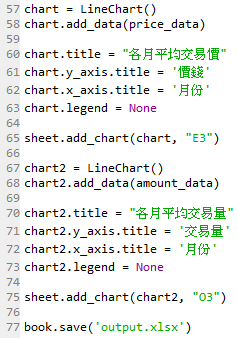 57 chart = LineChart()
58 chart.add_data(price_data)
59
60 chart.title = "各月平均交易價"
61 chart.y_axis.title = '價錢'
62 chart.x_axis.title = '月份'
63 chart.legend = None
64
65 sheet.add_chart(chart, "E3")
66
67 chart2 = LineChart()
68 chart2.add_data(amount_data)
69
70 chart2.title = "各月平均交易量"
71 chart2.y_axis.title = '交易量'
72 chart2.x_axis.title = '月份'
73 chart2.legend = None
74
75 sheet.add_chart(chart2, "O3")
76
77 book.save('output.xlsx')